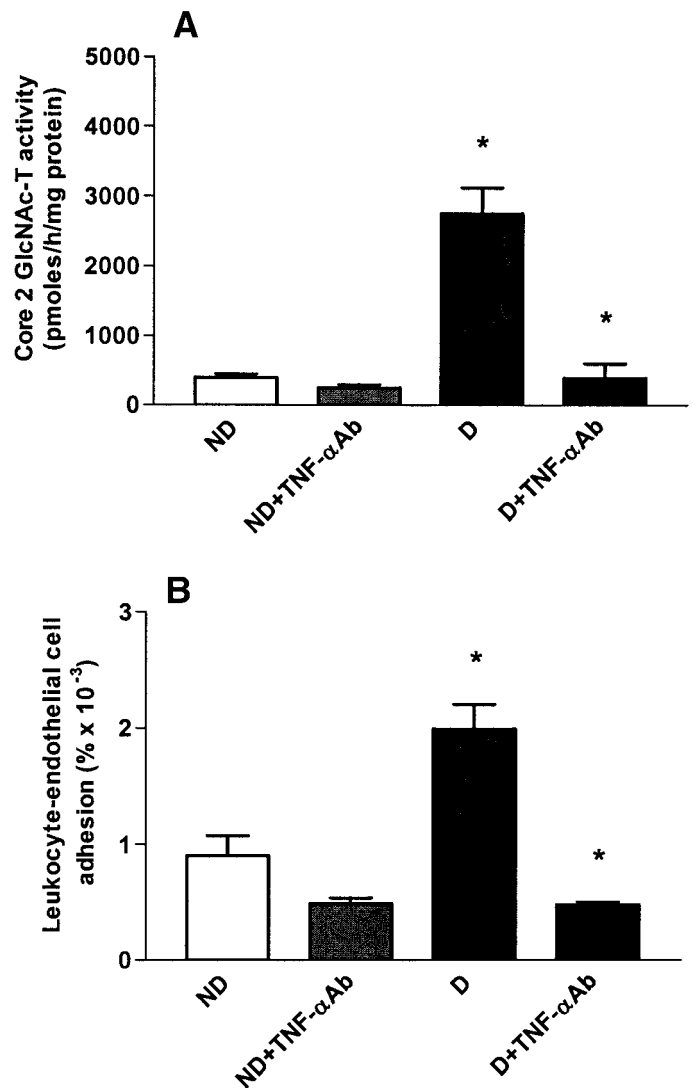 A
Core 2 GlcNAc-T activity
(pmoles/h/mg protein)
5000
4000
3000
2000
1000
0
*
*
ND
ND+TNF-αAb
D
D+TNF-αAb
B
Leukocyte-endothelial cell
adhesion (% x 10⁻³)
3
2
1
0
*
*
ND
ND+TNF-αAb
D
D+TNF-αAb